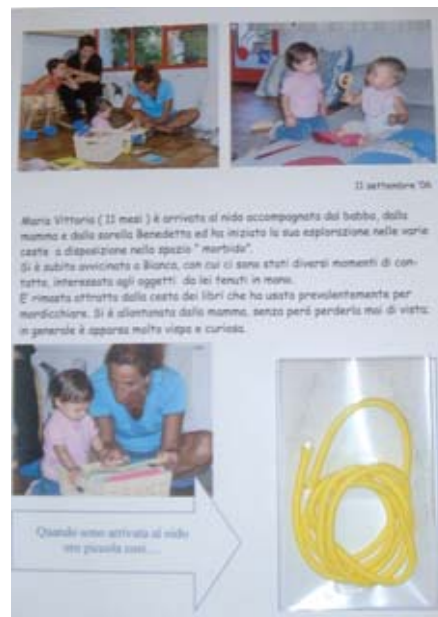 11 settembre '06
Maria Vittoria ( 11 mesi ) è arrivata al nido accompagnata dal babbo, dalla
mamma e dalla sorella Benedetta ed ha iniziato la sua esplorazione nelle varie
ceste a disposizione nello spazio " morbido".
Si è subito avvicinata a Bianca, con cui ci sono stati diversi momenti di con-
tatto, interessata agli oggetti da lei tenuti in mano.
E' rimasta attratta dalla cesta dei libri che ha usato prevalentemente per
mordicchiare. Si è allontanata dalla mamma, senza però perderla mai di vista;
in generale è apparsa molto vispa e curiosa.
Quando sono arrivata al nido
ero piccola così....